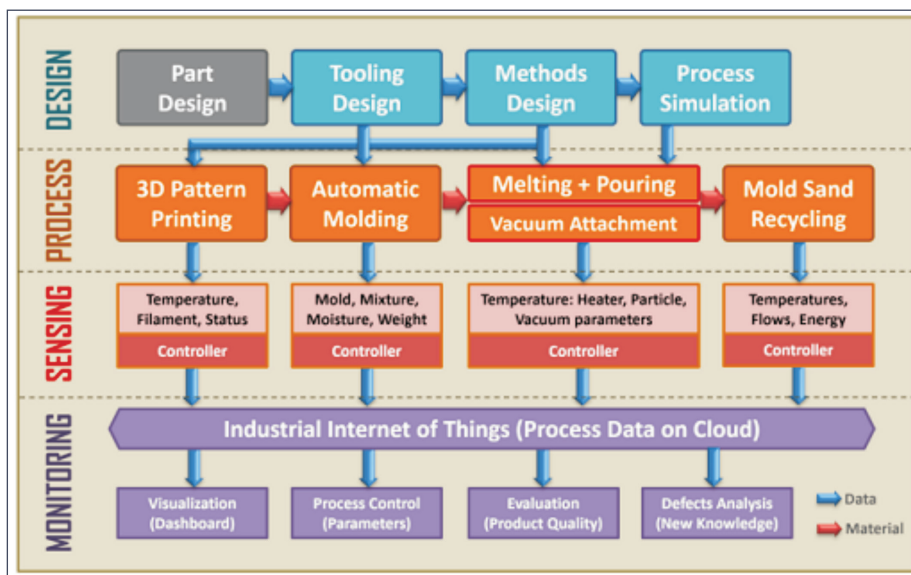 DESIGN
Part
Design
Tooling
Design
Methods
Design
Process
Simulation
PROCESS
3D Pattern
Printing
Automatic
Molding
Melting + Pouring
Vacuum Attachment
Mold Sand
Recycling
SENSING
Temperature,
Filament, Status
Controller
Mold, Mixture,
Moisture, Weight
Controller
Temperature: Heater, Particle,
Vacuum parameters
Controller
Temperatures,
Flows, Energy
Controller
MONITORING
Industrial Internet of Things (Process Data on Cloud)
Visualization
(Dashboard)
Process Control
(Parameters)
Evaluation
(Product Quality)
Defects Analysis
(New Knowledge)
Data
Material